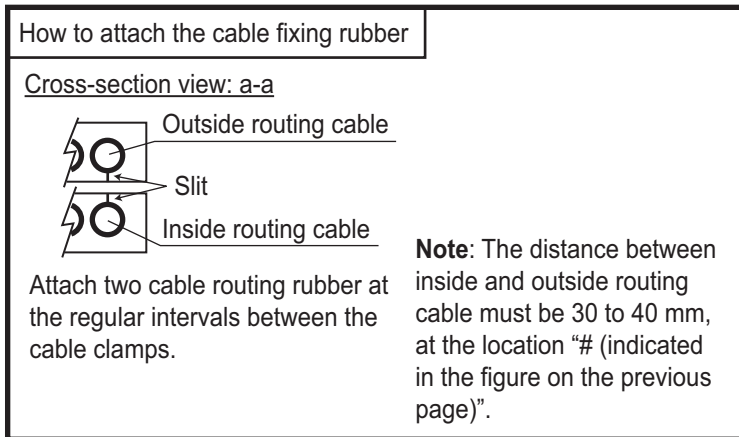 How to attach the cable fixing rubber
Cross-section view: a-a
Outside routing cable
Slit
Inside routing cable
Attach two cable routing rubber at
the regular intervals between the
cable clamps.
Note: The distance between
inside and outside routing
cable must be 30 to 40 mm,
at the location “# (indicated
in the figure on the previous
page)”.